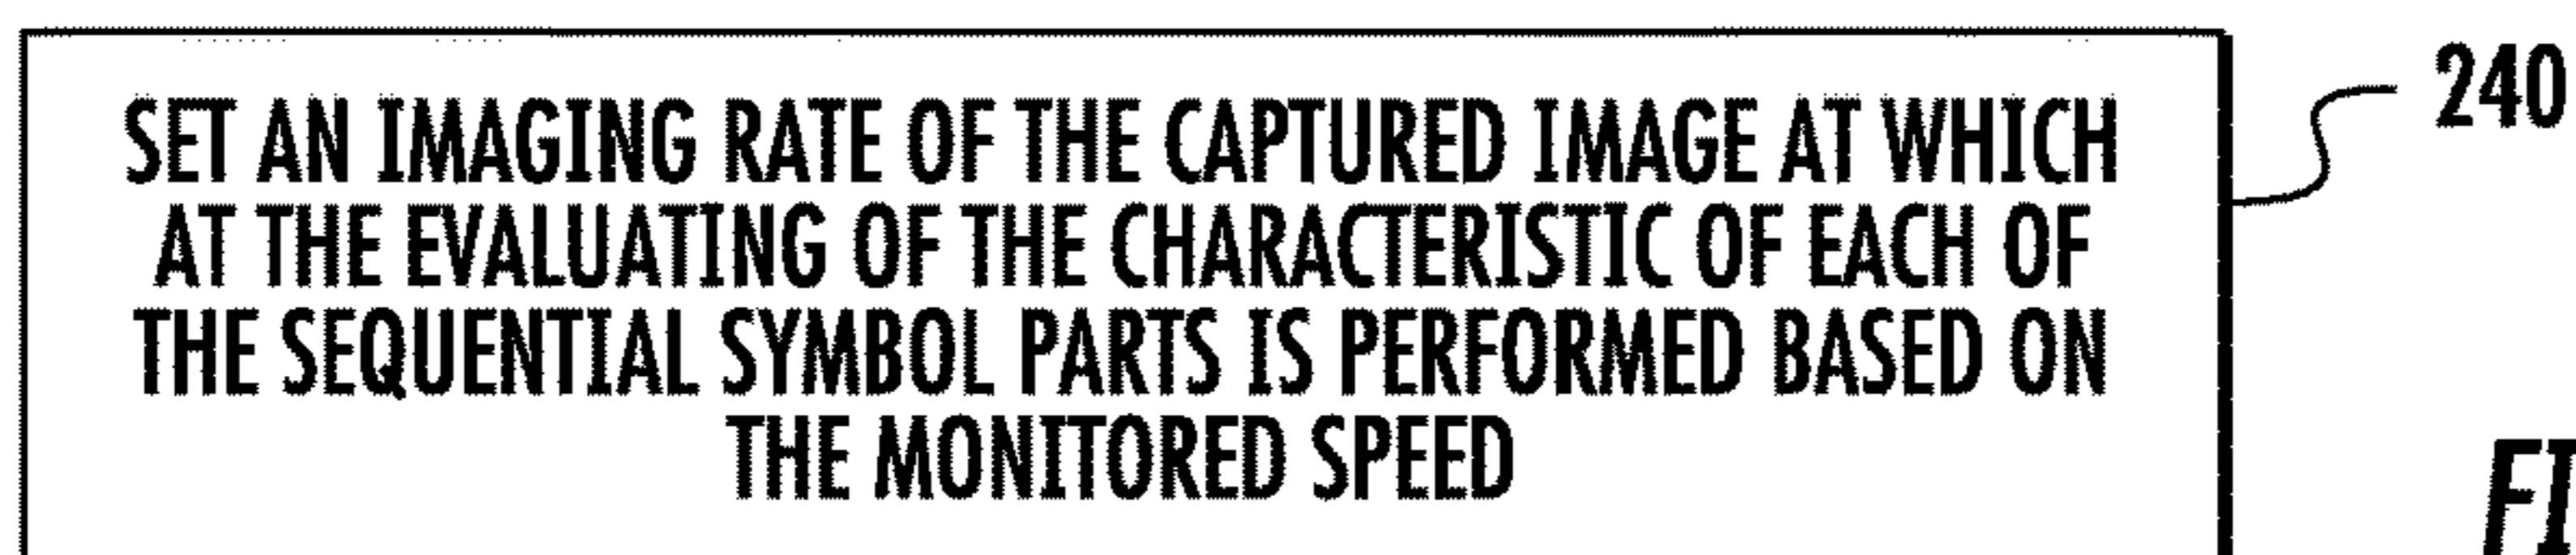 SET AN IMAGING RATE OF THE CAPTURED IMAGE AT WHICH
AT THE EVALUATING OF THE CHARACTERISTIC OF EACH OF
THE SEQUENTIAL SYMBOL PARTS IS PERFORMED BASED ON
THE MONITORED SPEED
240